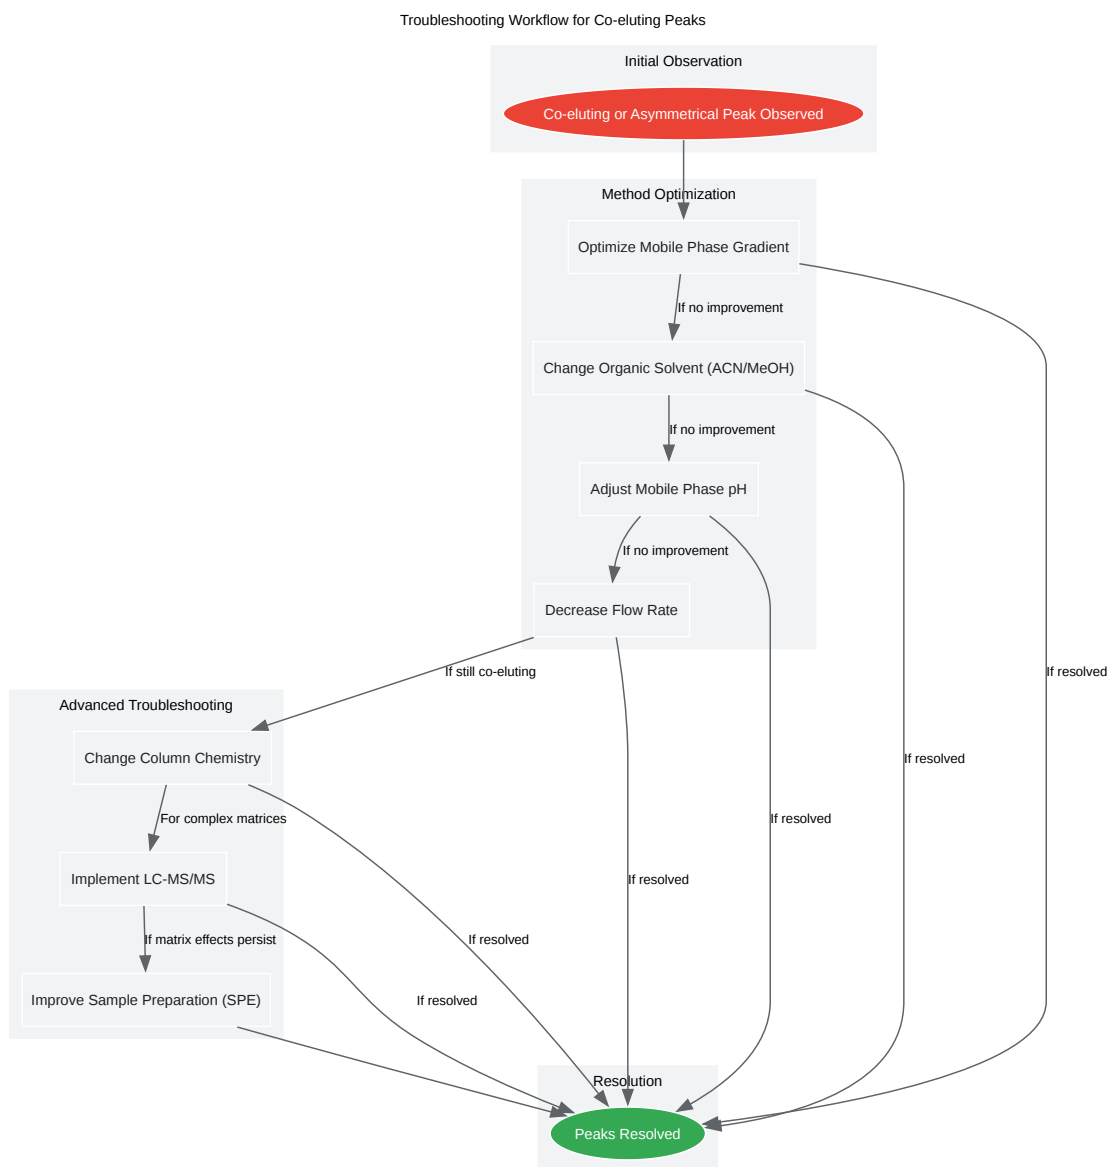 Troubleshooting Workflow for Co-eluting Peaks
Initial Observation
Co-eluting or Asymmetrical Peak Observed
Method Optimization
Optimize Mobile Phase Gradient
If no improvement
Change Organic Solvent (ACN/MeOH)
If no improvement
Adjust Mobile Phase pH
If no improvement
Decrease Flow Rate
If still co-eluting
If resolved
Advanced Troubleshooting
Change Column Chemistry
If resolved
For complex matrices
If resolved
Implement LC-MS/MS
If resolved
If matrix effects persist
If resolved
Improve Sample Preparation (SPE)
If resolved
Resolution
Peaks Resolved